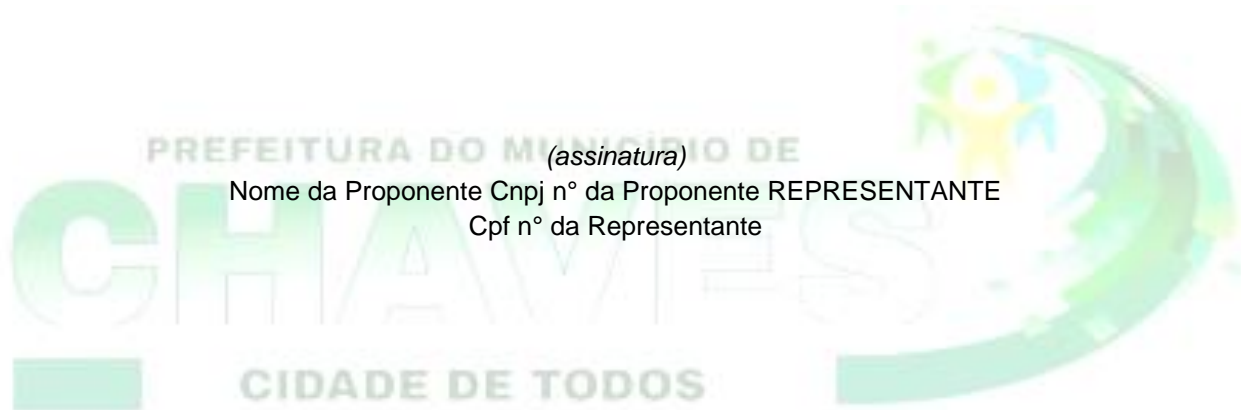 PREFEITURA DO MUNICÍPIO DE
(assinatura)
CHAVES
Nome da Proponente Cnpj n° da Proponente REPRESENTANTE
Cpf n° da Representante
CIDADE DE TODOS